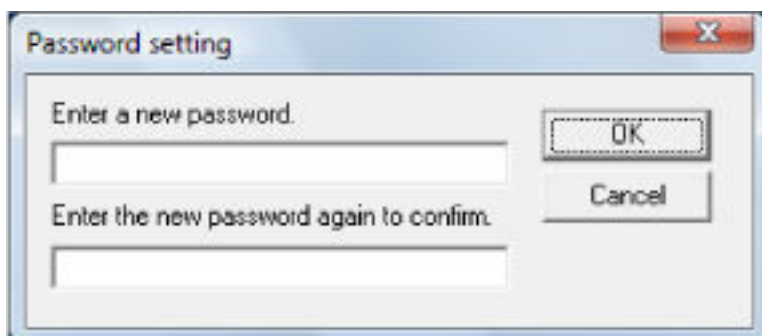 Password setting
Enter a new password.
OK
Enter the new password again to confirm.
Cancel